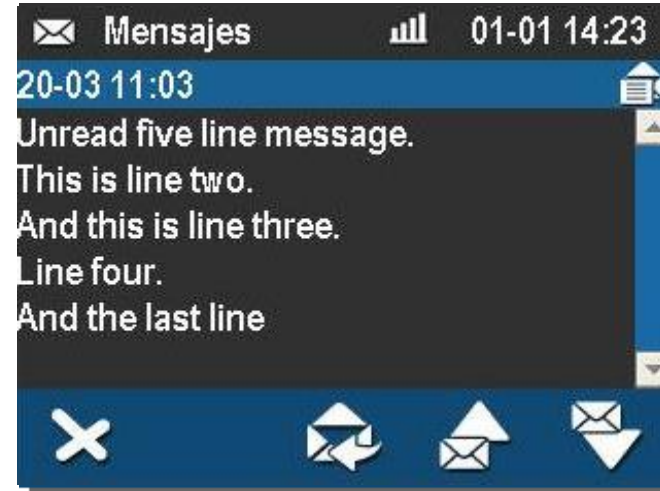 Mensajes 01-01 14:23
20-03 11:03
Unread five line message.
This is line two.
And this is line three.
Line four.
And the last line